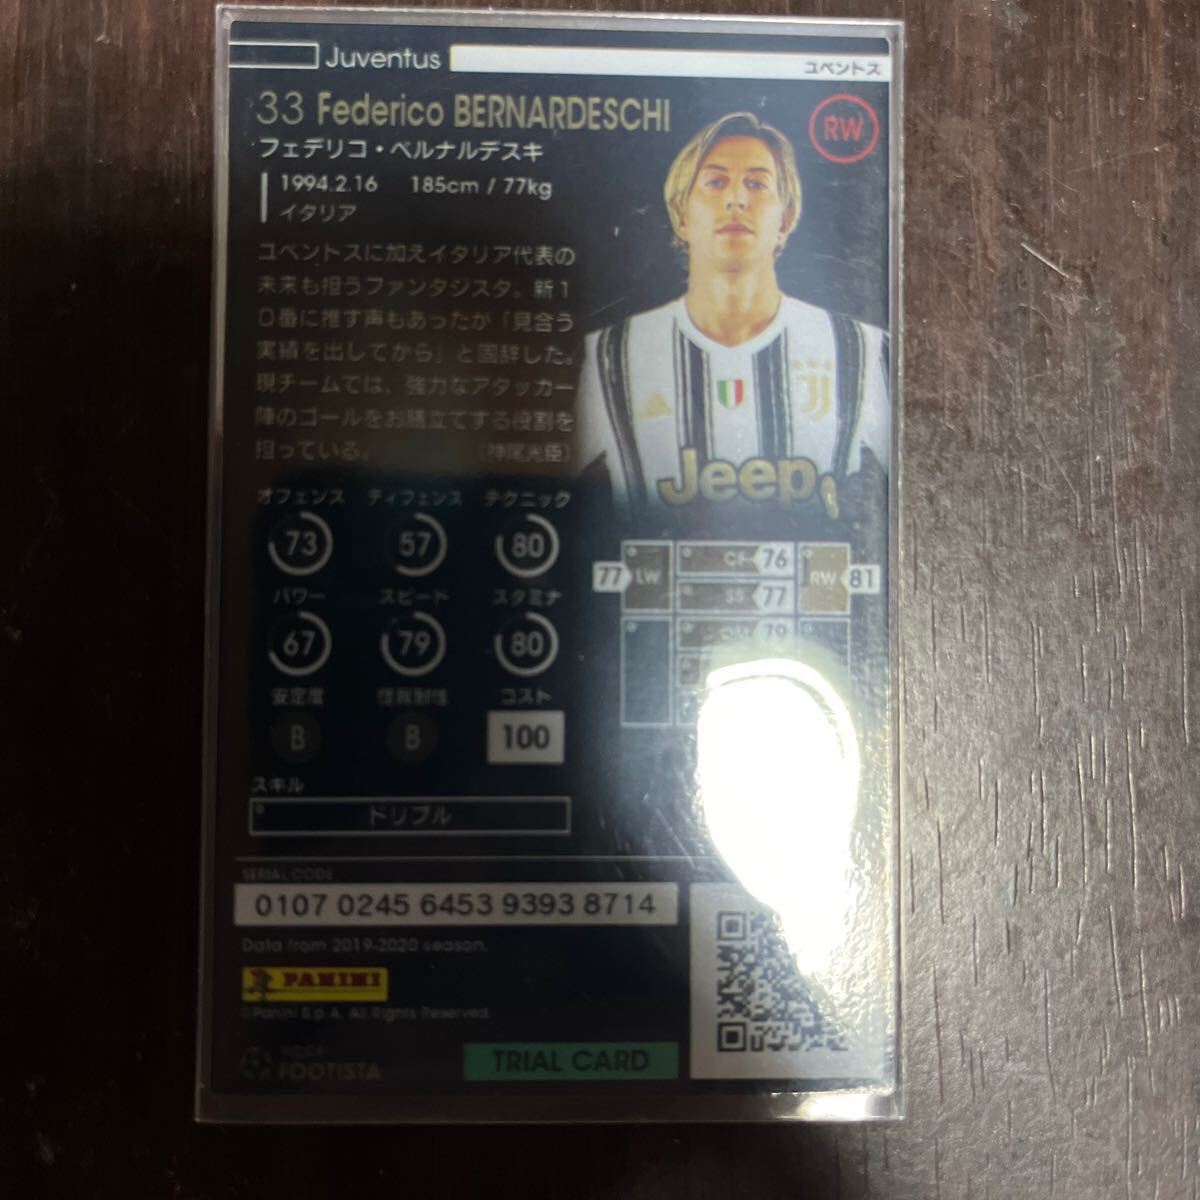 Juventus
ユベントス
33 Federico BERNARDESCHI
RW
フェデリコ・ベルナルデスキ
1994.2.16 185cm / 77kg
イタリア
ユベントスに加えイタリア代表の
未来も担うファンタジスタ。新1
0番に推す声もあったが「見合う
実績を出してから」と固辞した。
現チームでは、強力なアタッカー
陣のゴールをお膳立てする役割を
担っている。 (神尾光臣)
Jeep
オフェンス ディフェンス テクニック
73 57 80
パワー スピード スタミナ
67 79 80
安定度 怪我耐性 コスト
B B 100
77 LW CF 76 RW 81
SS 77
79
スキル
ドリブル
SERIAL CODE
0107 0245 6453 9393 8714
Data from 2019-2020 season.
PANINI
©Panini S.p.A. All Rights Reserved.
WCCF
FOOTISTA
TRIAL CARD